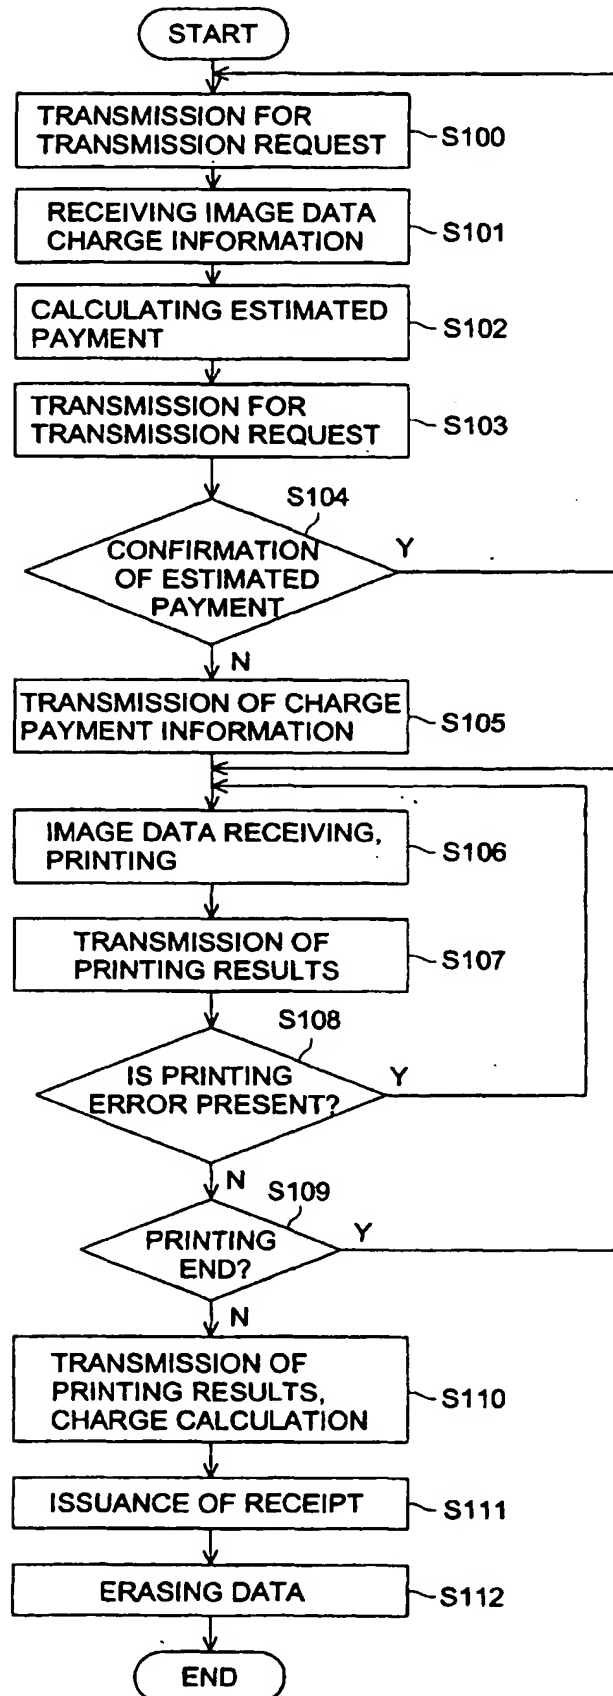 START
TRANSMISSION FOR
TRANSMISSION REQUEST
S100
RECEIVING IMAGE DATA
CHARGE INFORMATION
S101
CALCULATING ESTIMATED
PAYMENT
S102
TRANSMISSION FOR
TRANSMISSION REQUEST
S103
S104
CONFIRMATION
OF ESTIMATED
PAYMENT
Y
N
TRANSMISSION OF CHARGE
PAYMENT INFORMATION
S105
IMAGE DATA RECEIVING,
PRINTING
S106
TRANSMISSION OF
PRINTING RESULTS
S107
S108
IS PRINTING
ERROR PRESENT?
Y
N
S109
PRINTING
END?
Y
N
TRANSMISSION OF
PRINTING RESULTS,
CHARGE CALCULATION
S110
ISSUANCE OF RECEIPT
S111
ERASING DATA
S112
END